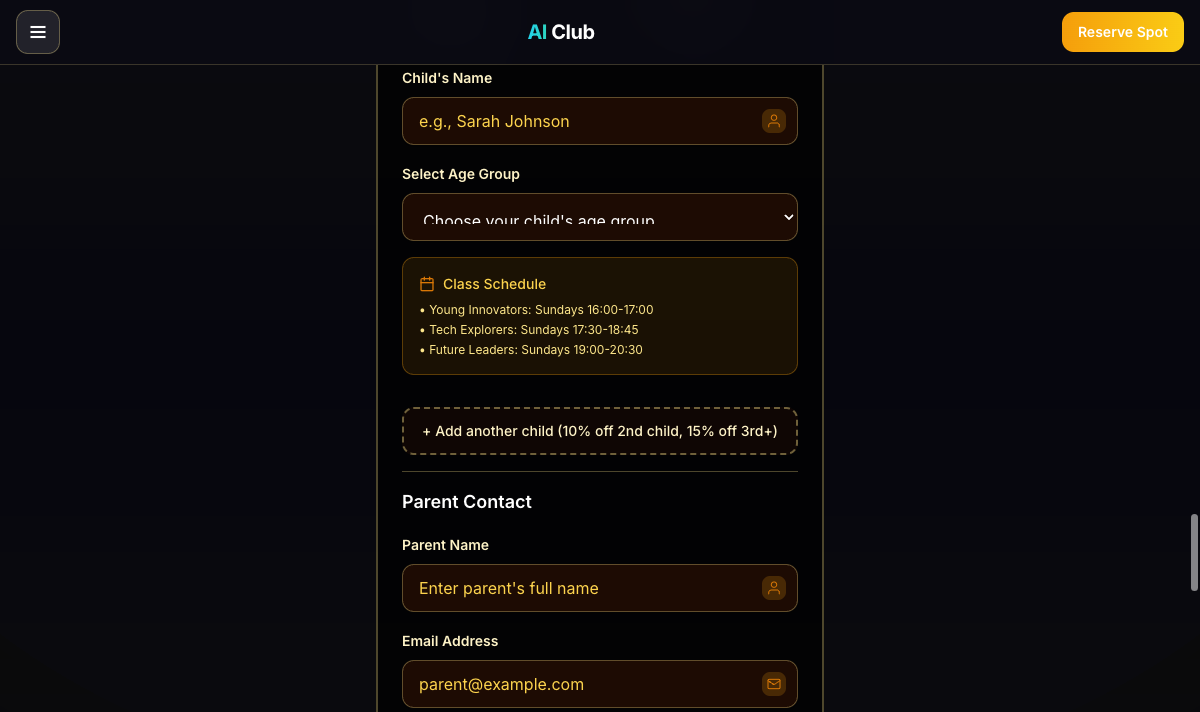 AI Club
Reserve Spot
Child's Name
e.g., Sarah Johnson
Select Age Group
Choose your child's age group
Class Schedule
• Young Innovators: Sundays 16:00-17:00
• Tech Explorers: Sundays 17:30-18:45
• Future Leaders: Sundays 19:00-20:30
+ Add another child (10% off 2nd child, 15% off 3rd+)
Parent Contact
Parent Name
Enter parent's full name
Email Address
parent@example.com